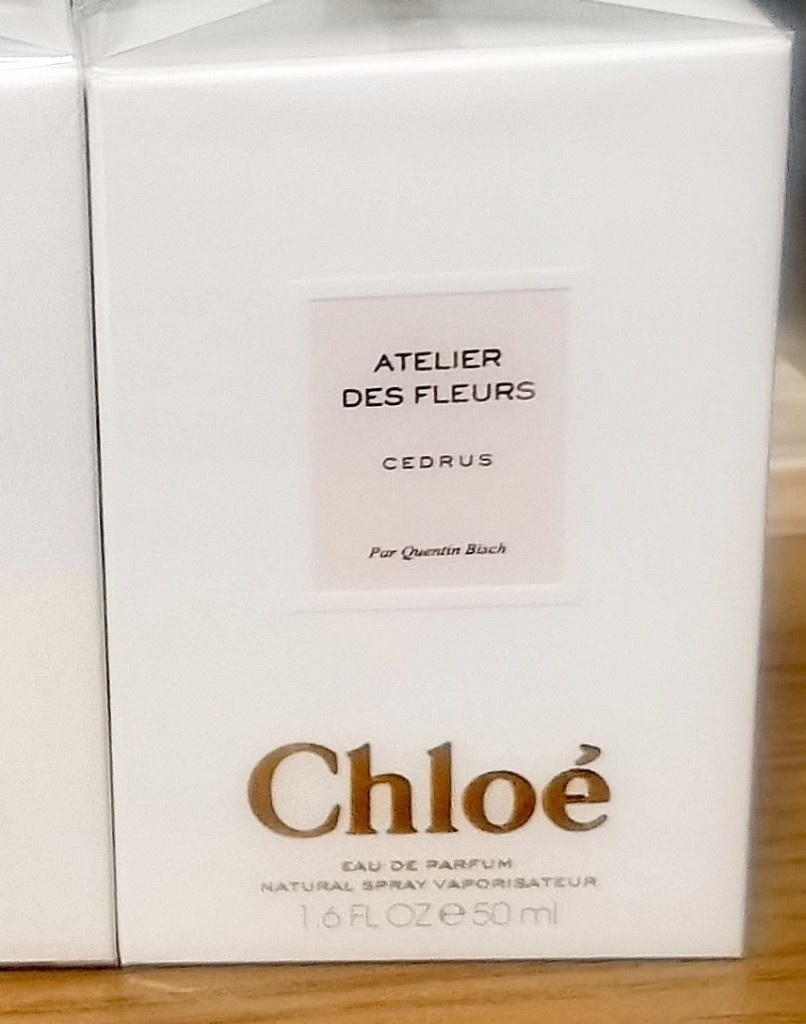 ATELIER
DES FLEURS
CEDRUS
Par Quentin Bisch
Chloé
EAU DE PARFUM
NATURAL SPRAY VAPORISATEUR
1.6 FL OZ ℮ 50 ml